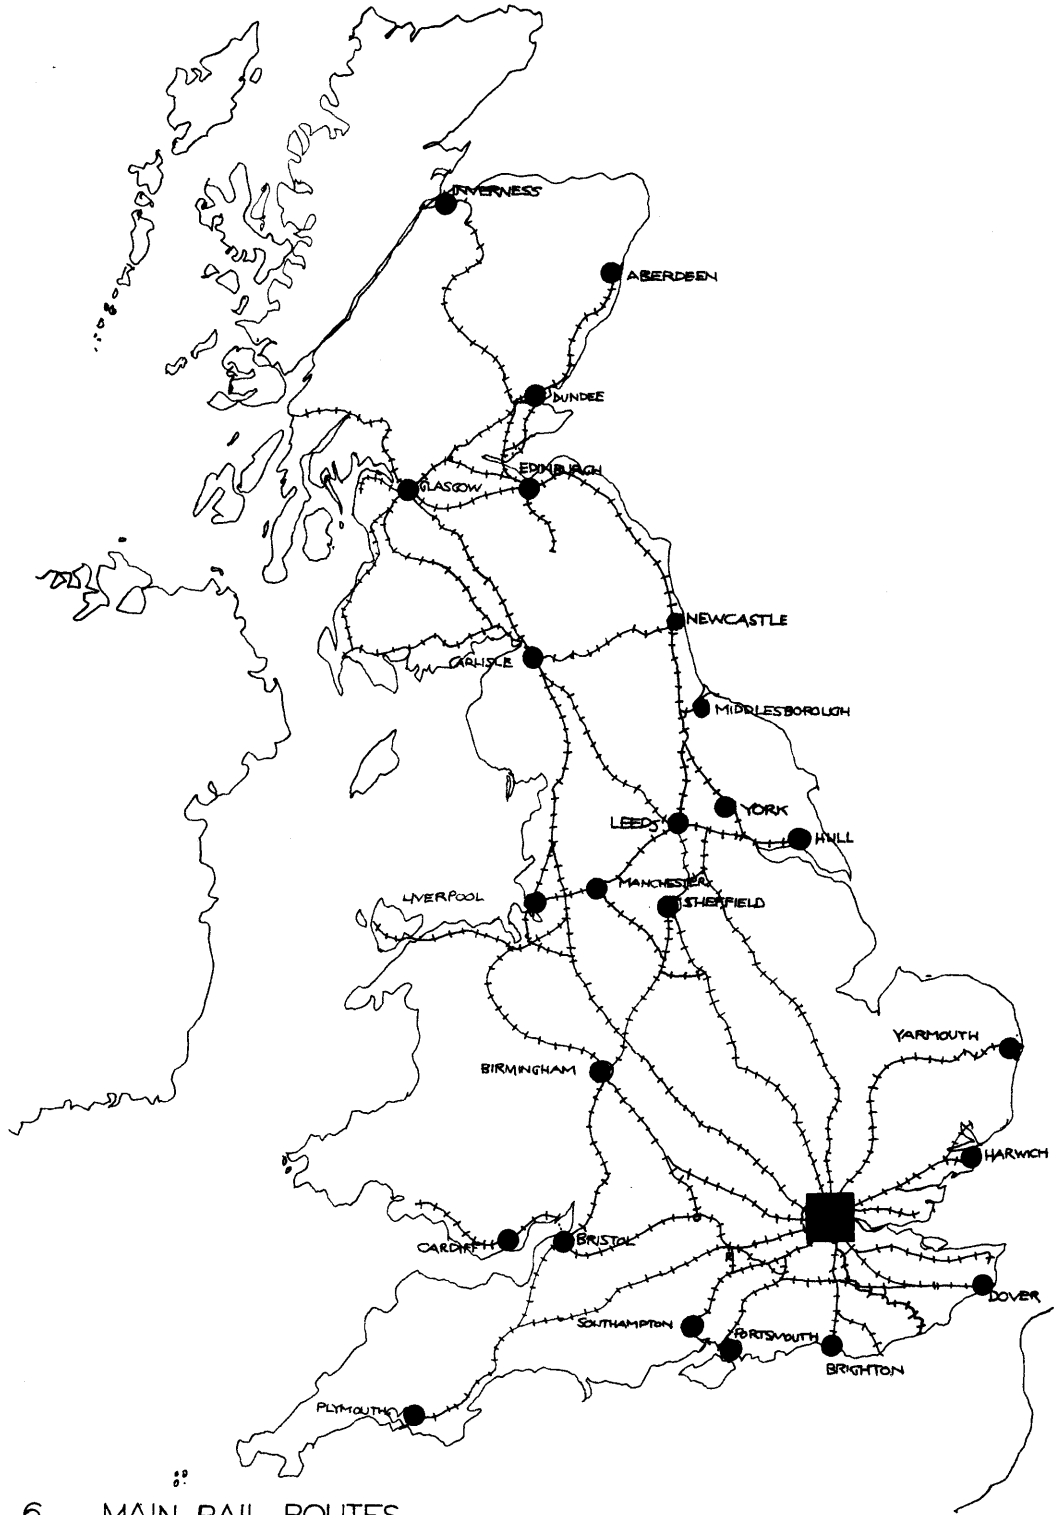 INVERNESS
ABERDEEN
DUNDEE
EDINBURGH
GLASGOW
NEWCASTLE
CARLISLE
MIDDLESBOROUGH
YORK
LEEDS
HULL
MANCHESTER
LIVERPOOL
SHEFFIELD
YARMOUTH
BIRMINGHAM
HARWICH
CARDIFF
BRISTOL
DOVER
SOUTHAMPTON
PORTSMOUTH
BRIGHTON
PLYMOUTH
6 MAIN RAIL ROUTES